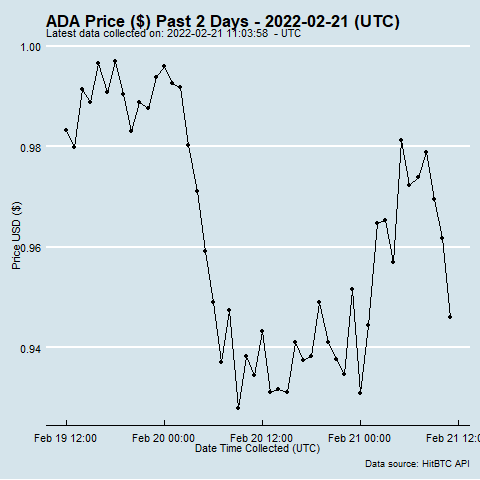 ADA Price ($) Past 2 Days - 2022-02-21 (UTC)
Latest data collected on: 2022-02-21 11:03:58 - UTC
1.00
0.98
0.96
0.94
Price USD ($)
Feb 19 12:00
Feb 20 00:00
Feb 20 12:00
Feb 21 00:00
Feb 21 12:0
Date Time Collected (UTC)
Data source: HitBTC API